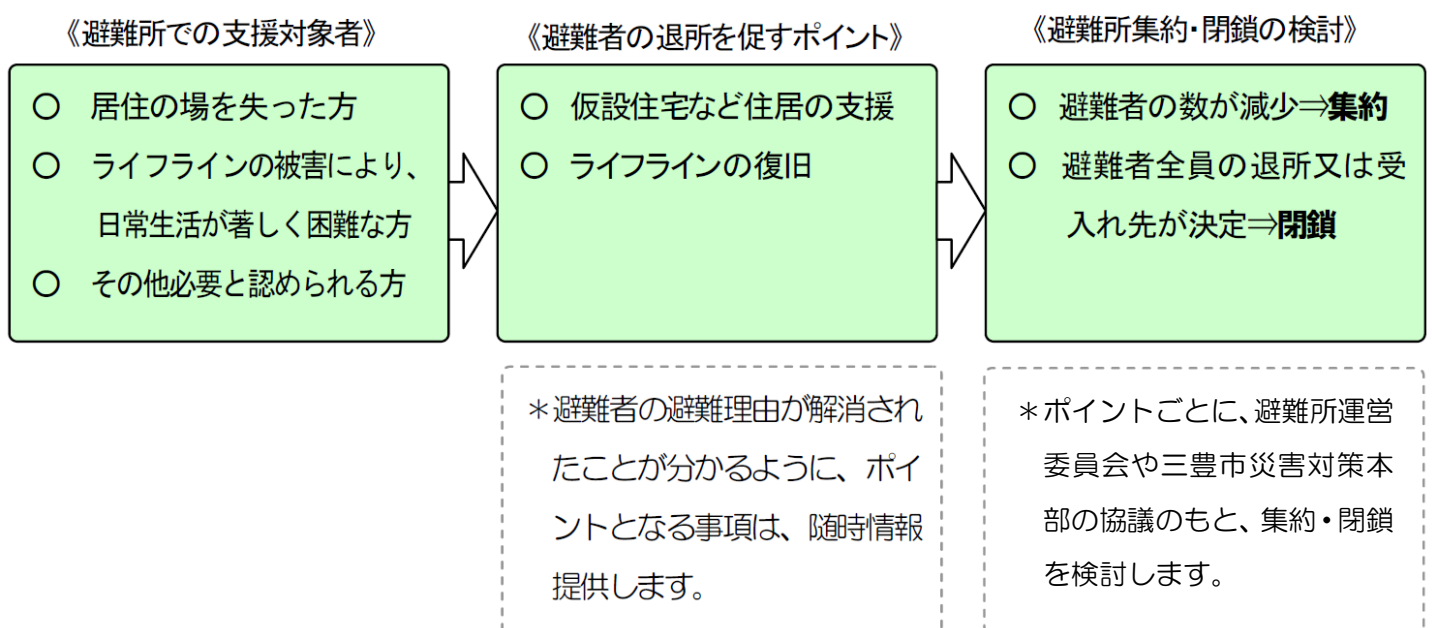 《避難所での支援対象者》
○ 居住の場を失った方
○ ライフラインの被害により、
日常生活が著しく困難な方
○ その他必要と認められる方
《避難者の退所を促すポイント》
○ 仮設住宅など住居の支援
○ ライフラインの復旧
＊避難者の避難理由が解消され
たことが分かるように、ポイ
ントとなる事項は、随時情報
提供します。
《避難所集約･閉鎖の検討》
○ 避難者の数が減少⇒集約
○ 避難者全員の退所又は受
入れ先が決定⇒閉鎖
＊ポイントごとに、避難所運営
委員会や三豊市災害対策本
部の協議のもと、集約・閉鎖
を検討します。